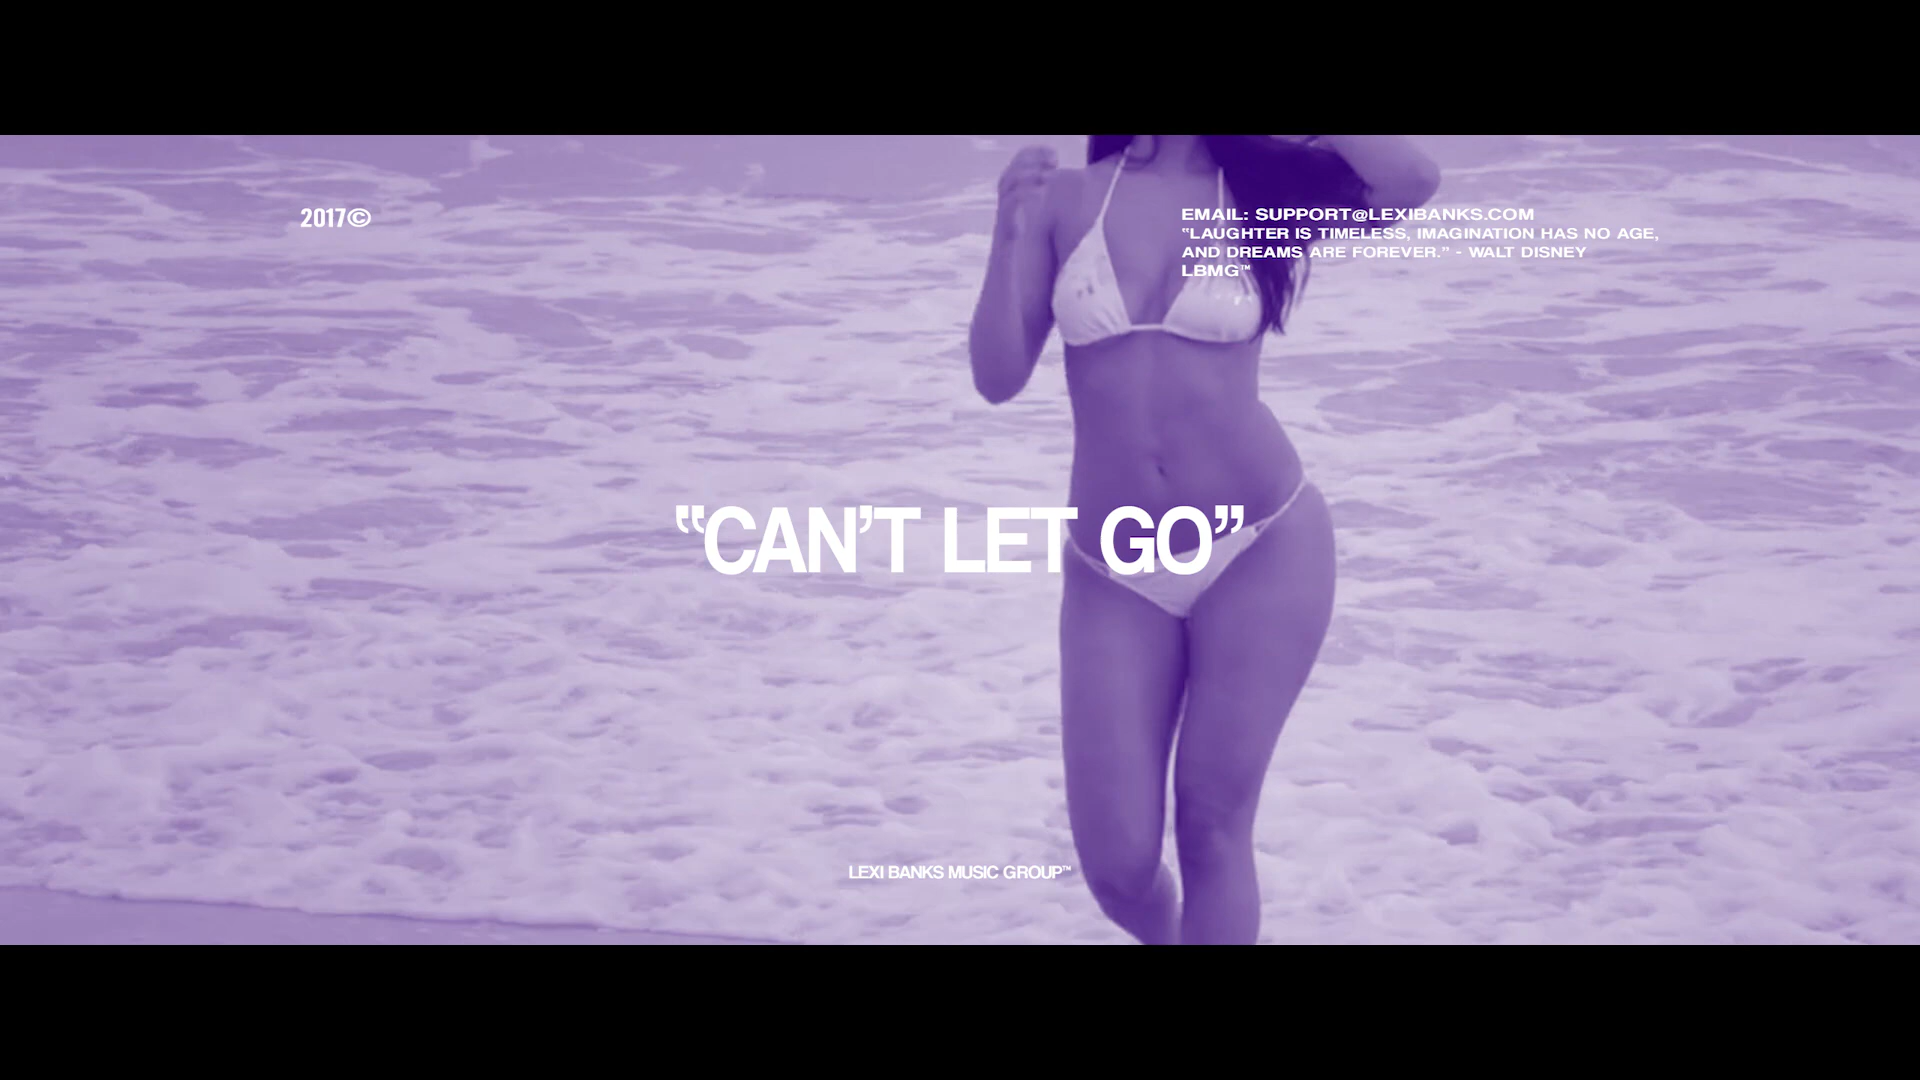 2017©
EMAIL: SUPPORT@LEXIBANKS.COM
“LAUGHTER IS TIMELESS, IMAGINATION HAS NO AGE,
AND DREAMS ARE FOREVER.” - WALT DISNEY
LBMG™
“CAN’T LET GO”
LEXI BANKS MUSIC GROUP™